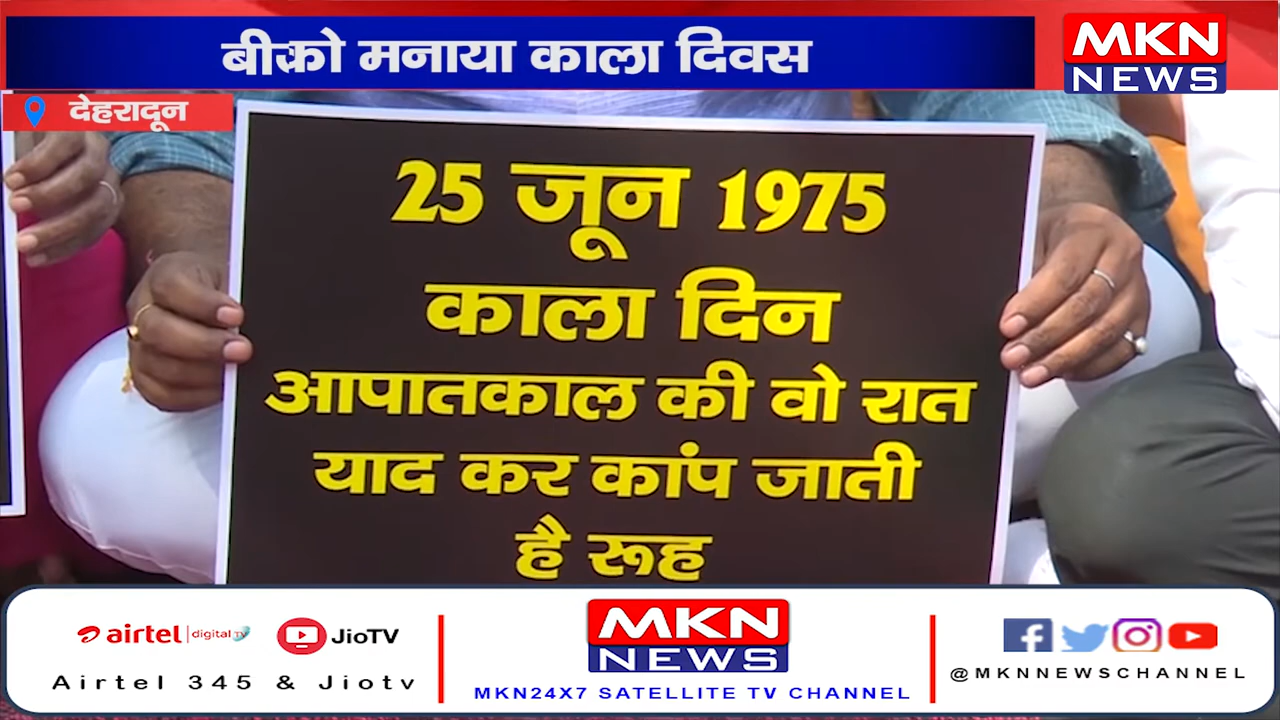 मनाया काला दिवस
MKN
NEWS
देहरादून
25 जून 1975
काला दिन
आपातकाल की वो रात
याद कर कांप जाती
है रूह
airtel digital TV
JioTV
Airtel 345 & Jiotv
MKN
NEWS
MKN24X7 SATELLITE TV CHANNEL
@MKNNEWSCHANNEL